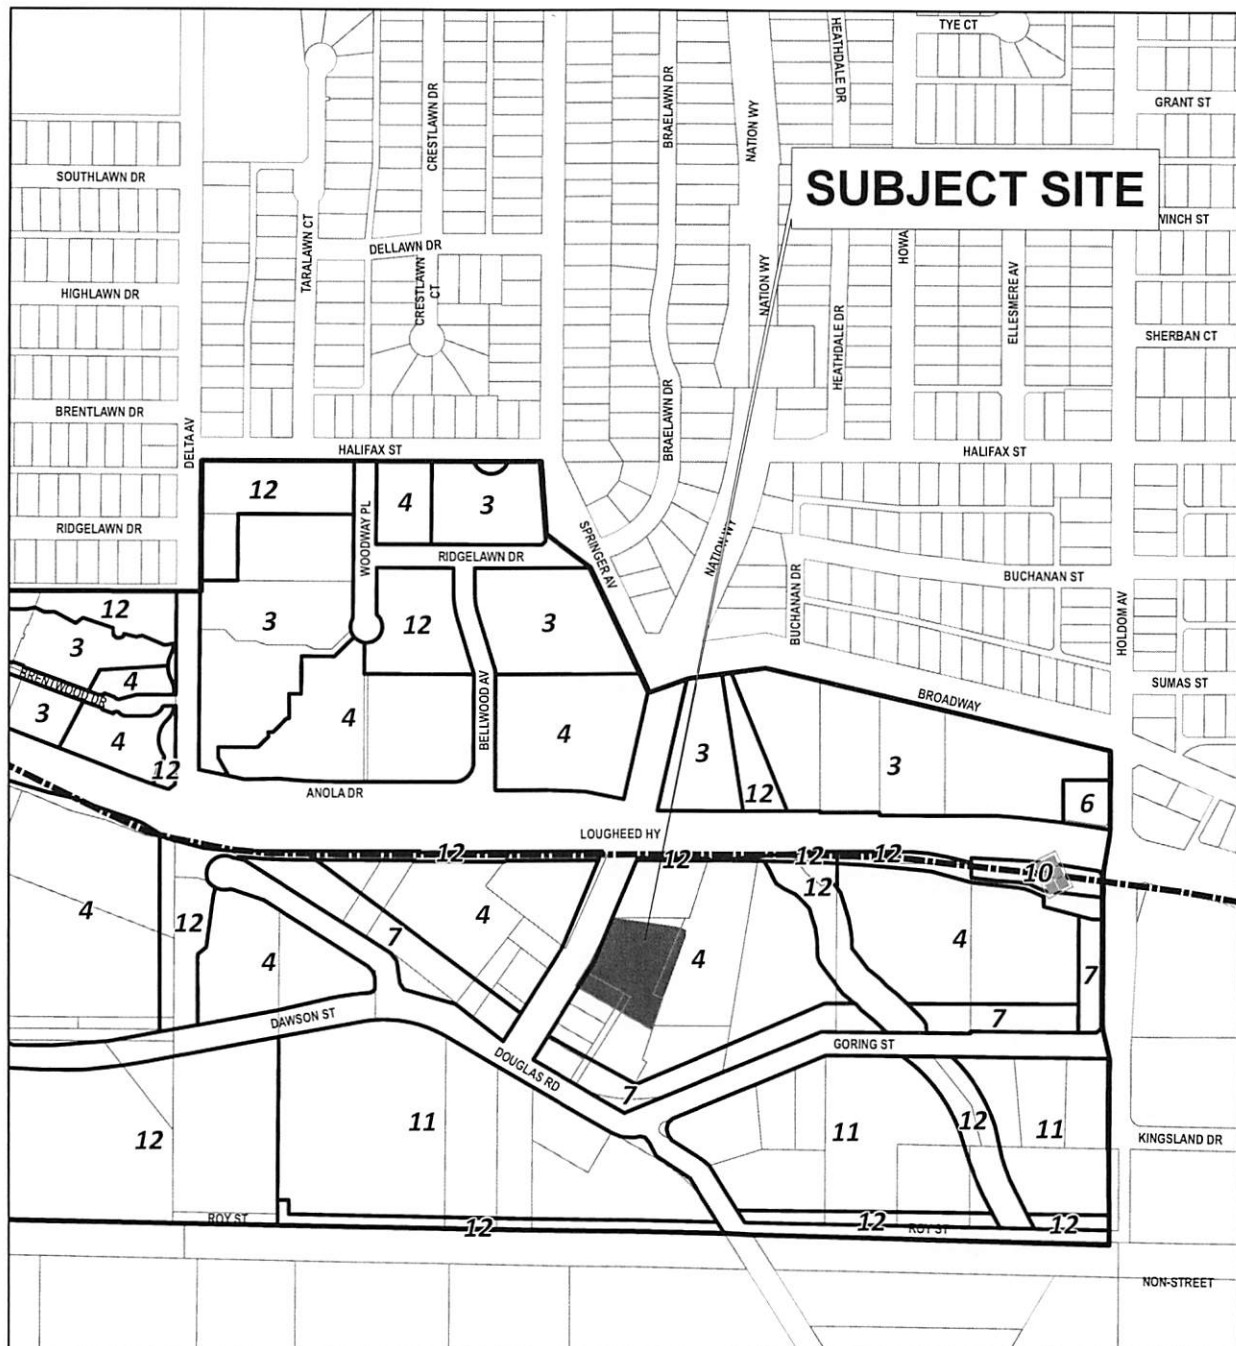 TYE CT
HEATHDALE DR
GRANT ST
CRESTLAWN DR
BRAELAWN DR
NATION WY
SOUTHLAWN DR
SUBJECT SITE
WINCH ST
TARALAWN CT
DELLAWN DR
HOWA
NATION WY
CRESTLAWN
CT
HIGHLAWN DR
ELLESMERE AV
HEATHDALE DR
SHERBAN CT
BRENTLAWN DR
BRAELAWN DR
DELTA AV
HALIFAX ST
HALIFAX ST
12
4
3
RIDGELAWN DR
WOODWAY PL
RIDGELAWN DR
SPRINGER AV
NATION WY
BUCHANAN DR
BUCHANAN ST
HOLDOM AV
12
3
3
12
3
4
BRENTWOOD DR
SUMAS ST
BROADWAY
3
4
12
4
BELLWOOD AV
4
3
12
3
6
ANOLA DR
LOUGHEED HY
12
12
12
12
10
12
4
12
4
7
4
4
4
7
DAWSON ST
7
GORING ST
DOUGLAS RD
7
12
11
11
12
11
KINGSLAND DR
ROY ST
12
12
ROY ST
12
NON-STREET